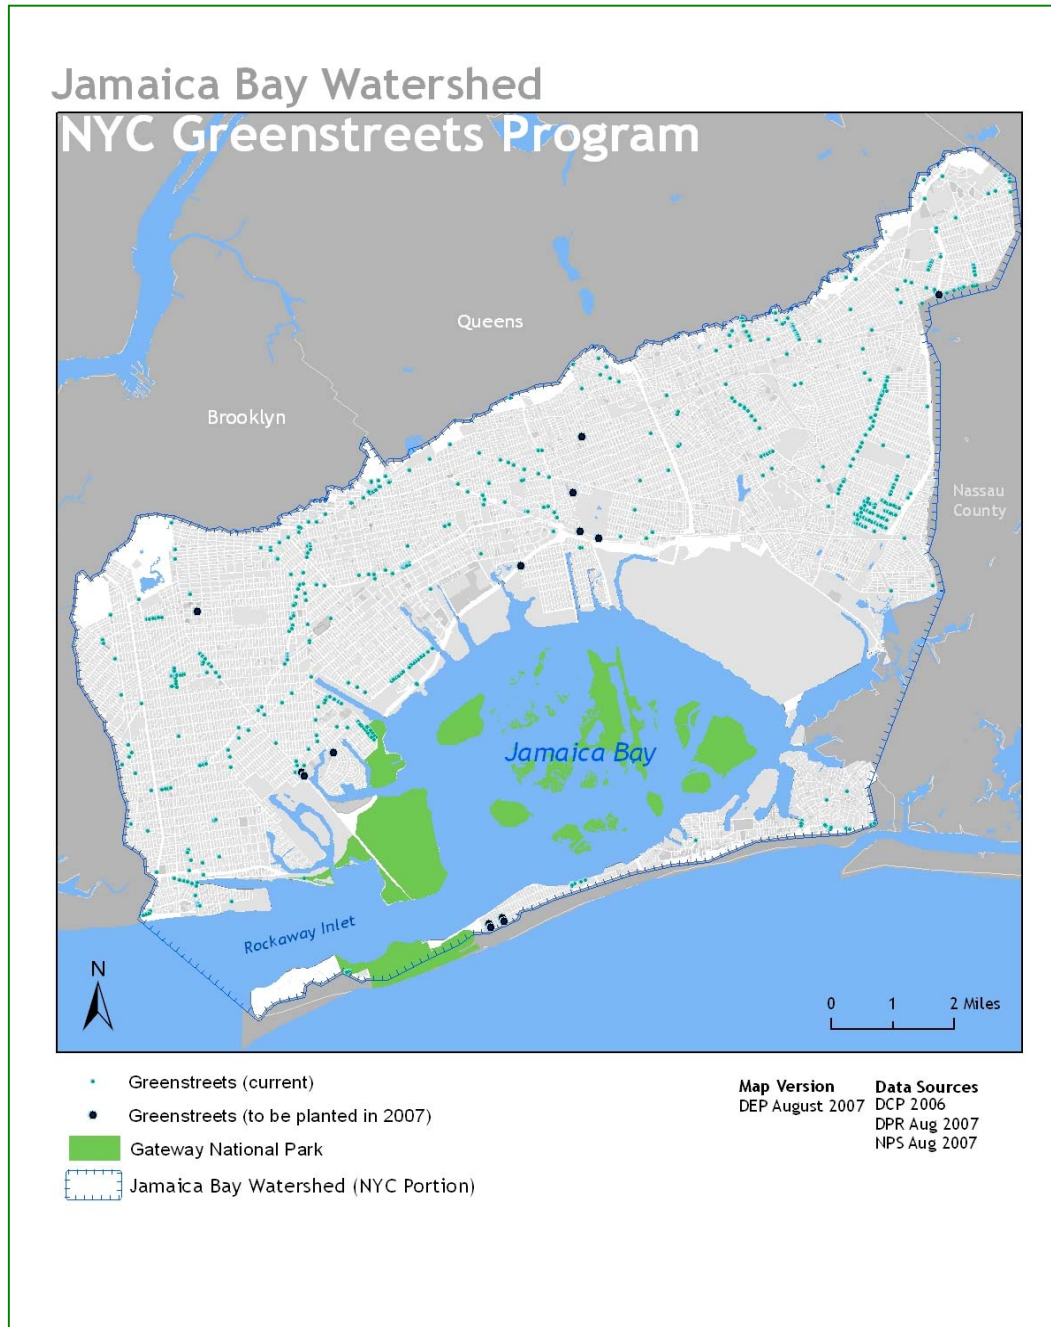 Jamaica Bay Watershed
NYC Greenstreets Program
Queens
Brooklyn
Nassau
County
Jamaica Bay
Rockaway Inlet
N
0 1 2 Miles
Greenstreets (current)
Greenstreets (to be planted in 2007)
Gateway National Park
Jamaica Bay Watershed (NYC Portion)
Map Version
DEP August 2007
Data Sources
DCP 2006
DPR Aug 2007
NPS Aug 2007